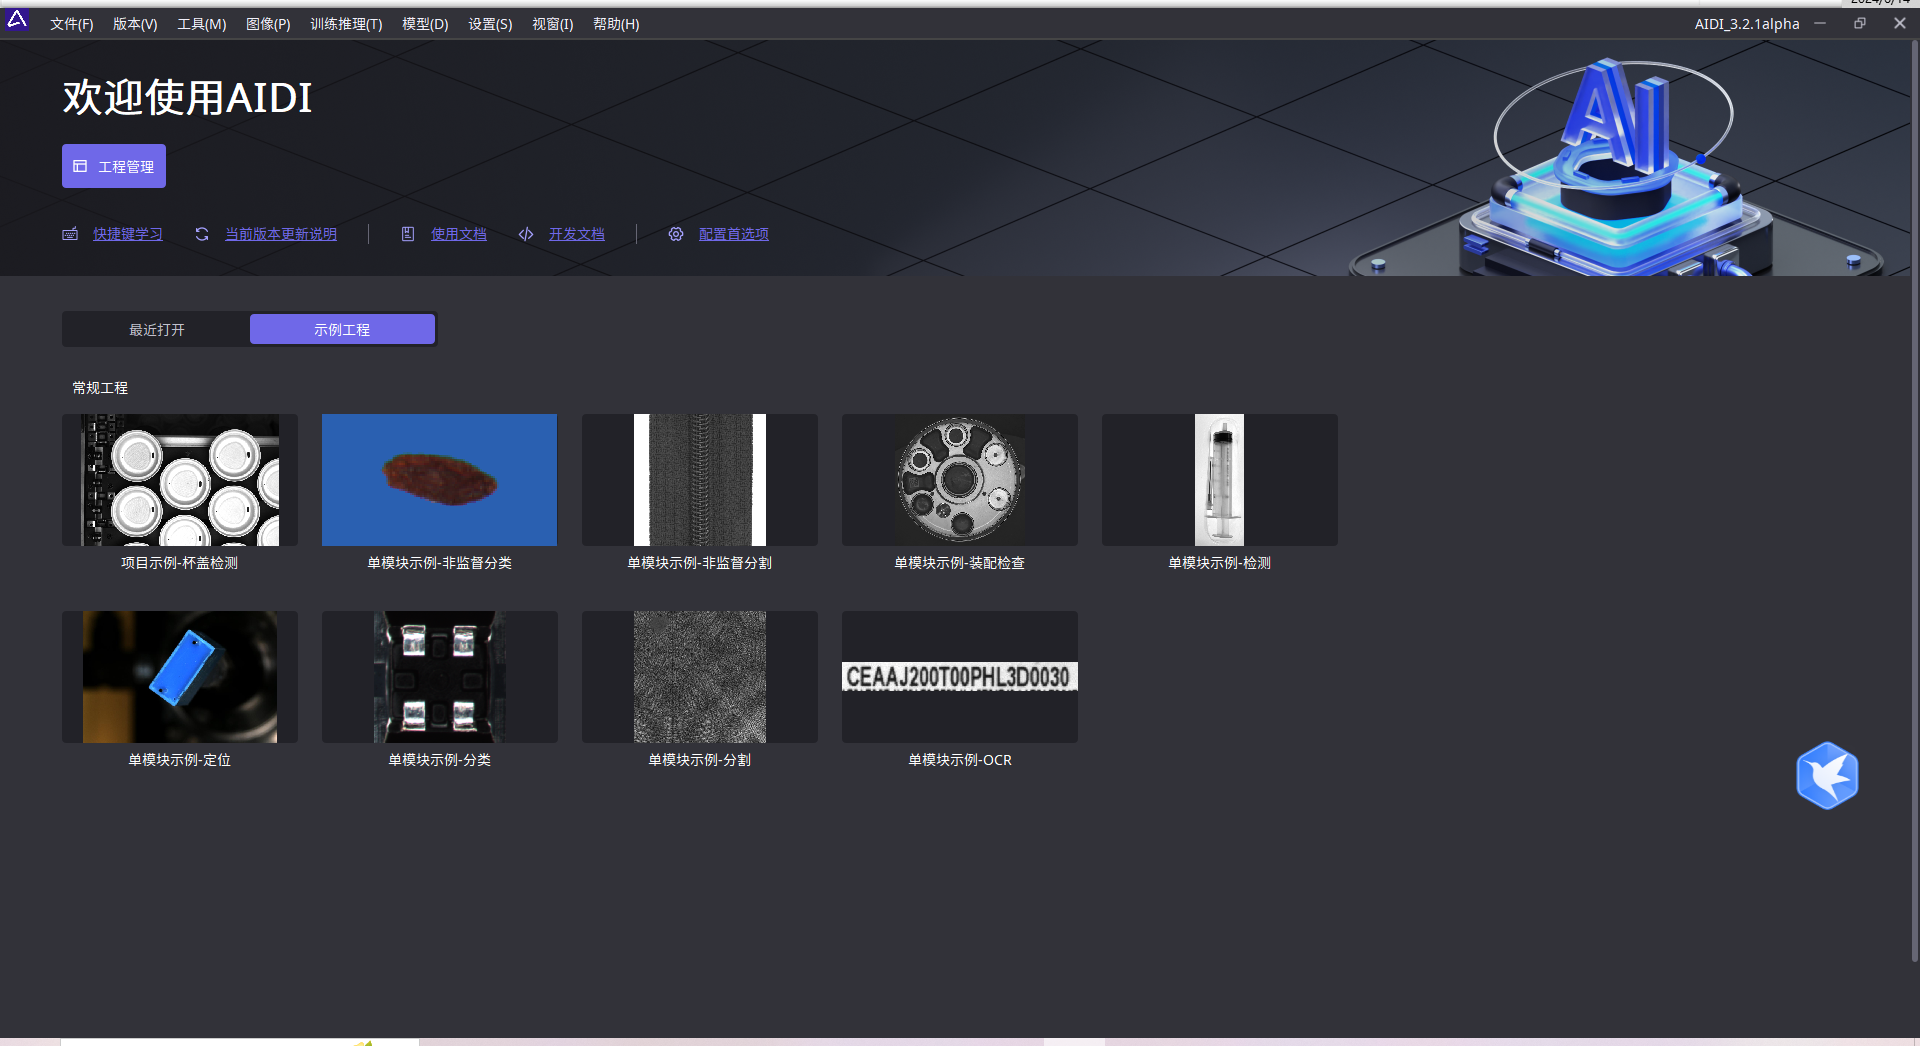 文件(F) 版本(V) 工具(M) 图像(P) 训练推理(T) 模型(D) 设置(S) 视窗(I) 帮助(H) AIDI_3.2.1alpha
欢迎使用AIDI
AI
工程管理
快捷键学习 当前版本更新说明 使用文档 开发文档 配置首选项
最近打开 示例工程
常规工程
项目示例-杯盖检测 单模块示例-非监督分类 单模块示例-非监督分割 单模块示例-装配检查 单模块示例-检测
CEAAJ200T00PHL3D0030
单模块示例-定位 单模块示例-分类 单模块示例-分割 单模块示例-OCR